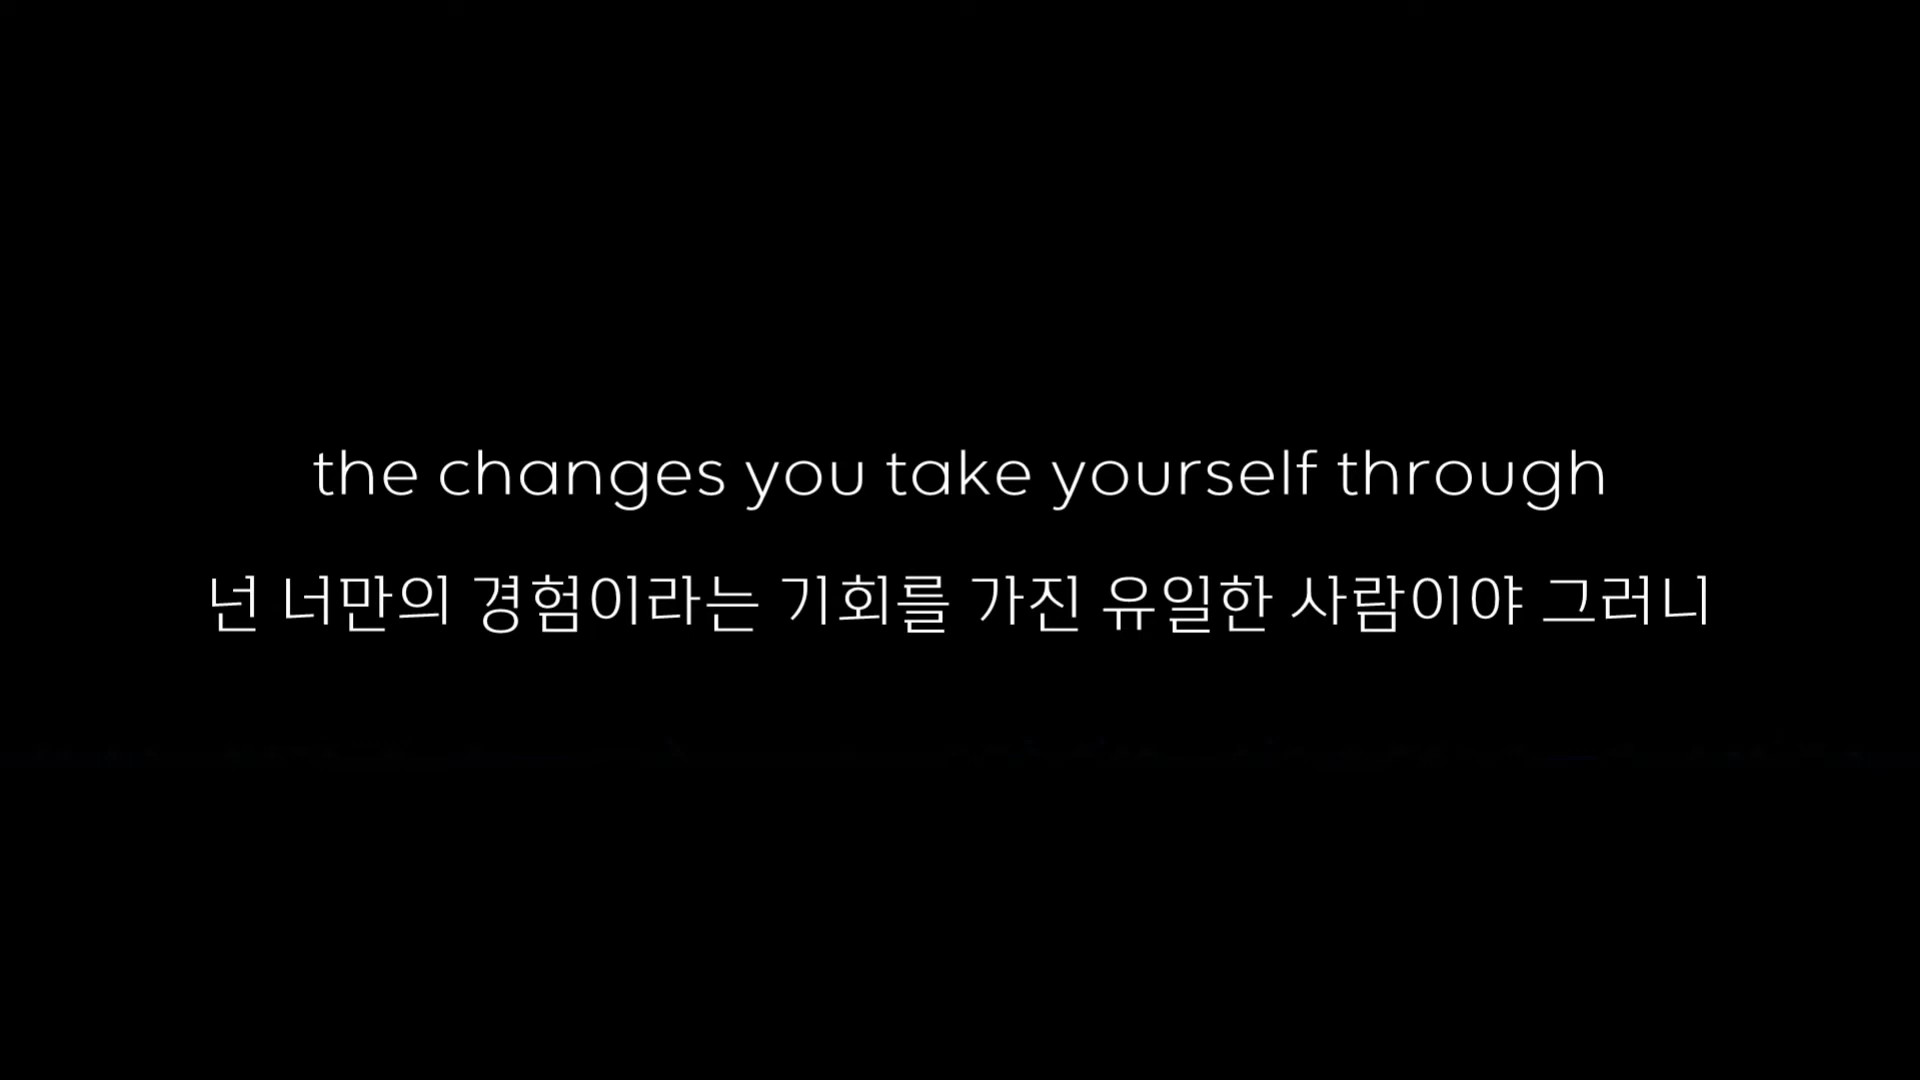 the changes you take yourself through
넌 너만의 경험이라는 기회를 가진 유일한 사람이야 그러니